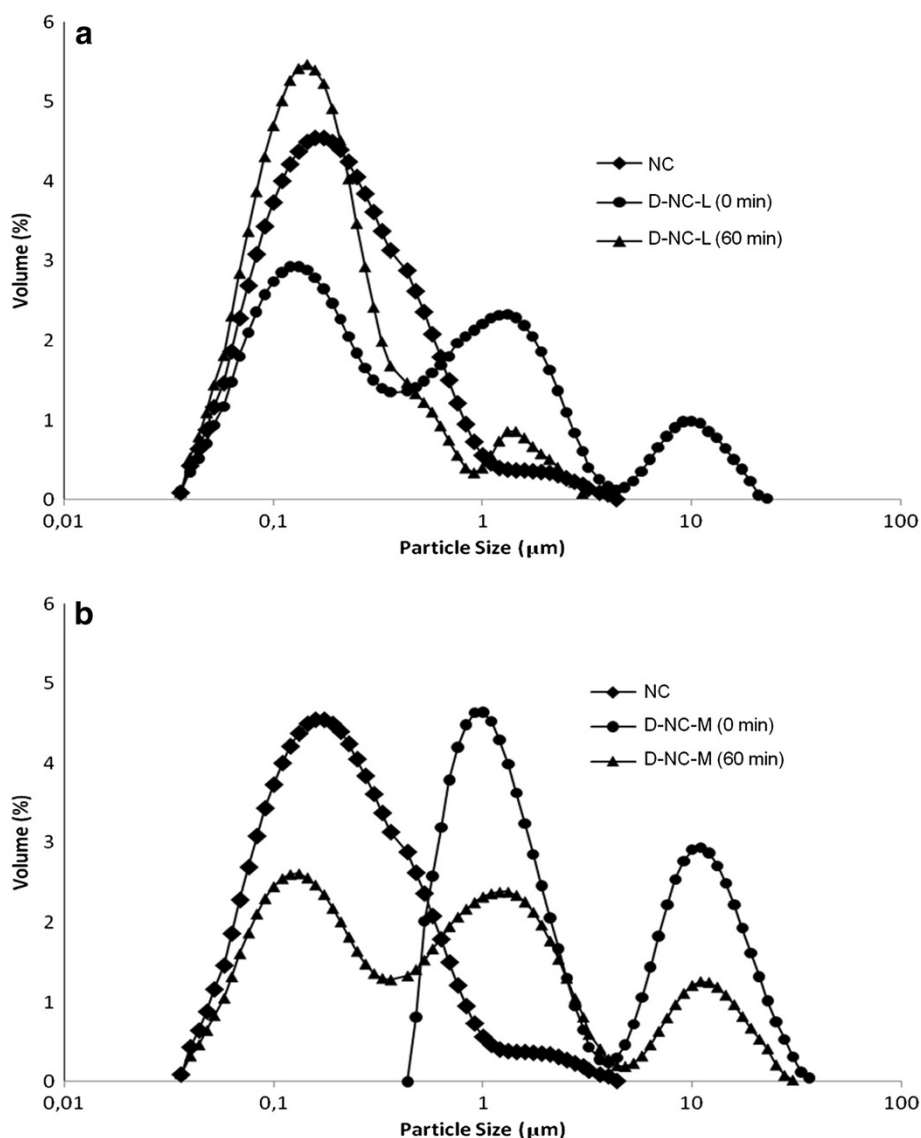 a
6
5
4
3
2
1
0
Volume (%)
NC
D-NC-L (0 min)
D-NC-L (60 min)
0,01 0,1 1 10 100
Particle Size (μm)
b
6
5
4
3
2
1
0
Volume (%)
NC
D-NC-M (0 min)
D-NC-M (60 min)
0,01 0,1 1 10 100
Particle Size (μm)